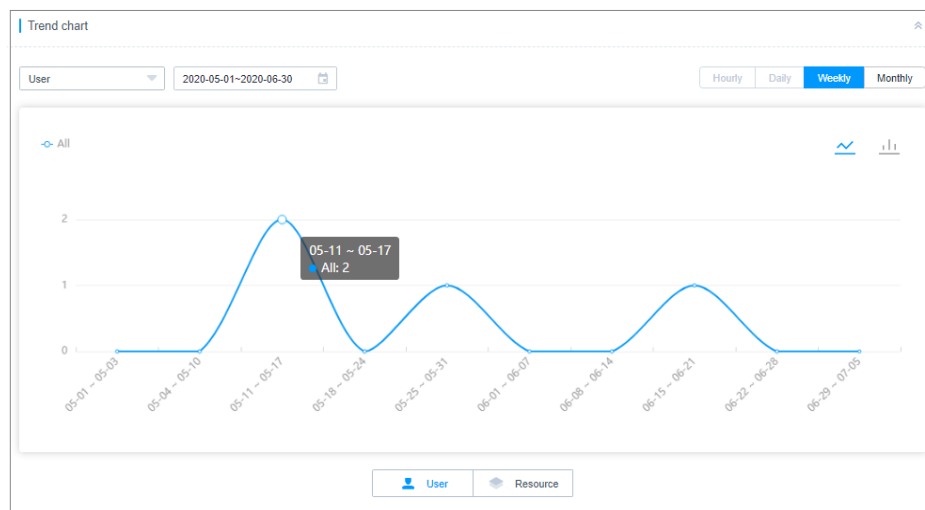 Trend chart
User
2020-05-01~2020-06-30
Hourly Daily Weekly Monthly
All
2
05-11 ~ 05-17
All: 2
1
0
05-01 ~ 05-03
05-04 ~ 05-10
05-11 ~ 05-17
05-18 ~ 05-24
05-25 ~ 05-31
06-01 ~ 06-07
06-08 ~ 06-14
06-15 ~ 06-21
06-22 ~ 06-28
06-29 ~ 07-05
User Resource